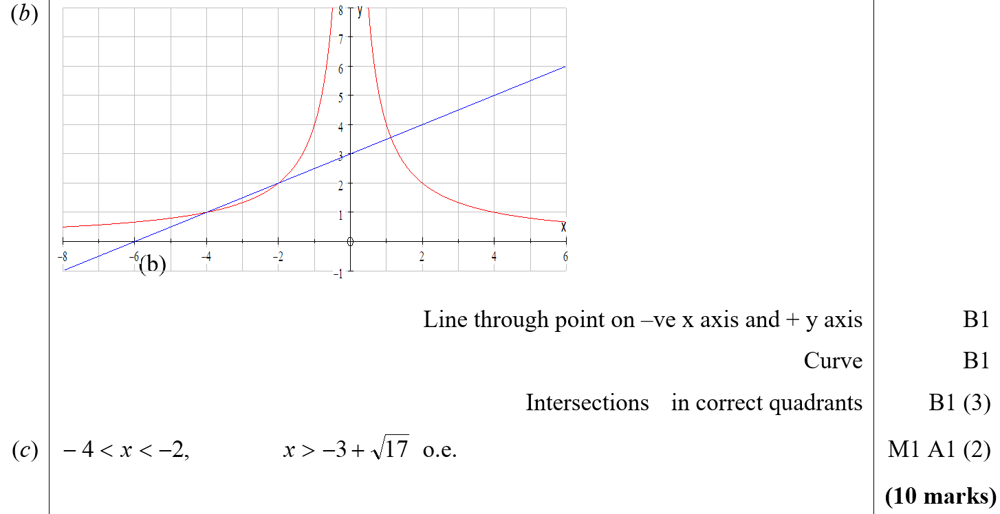 (b)
8 y
7
6
5
4
3
2
1
x
–8 –6 –4 –2 0 2 4 6
(b)
–1
Line through point on –ve x axis and + y axis B1
Curve B1
Intersections in correct quadrants B1 (3)
(c) – 4 < x < –2, x > –3 + √17 o.e. M1 A1 (2)
(10 marks)